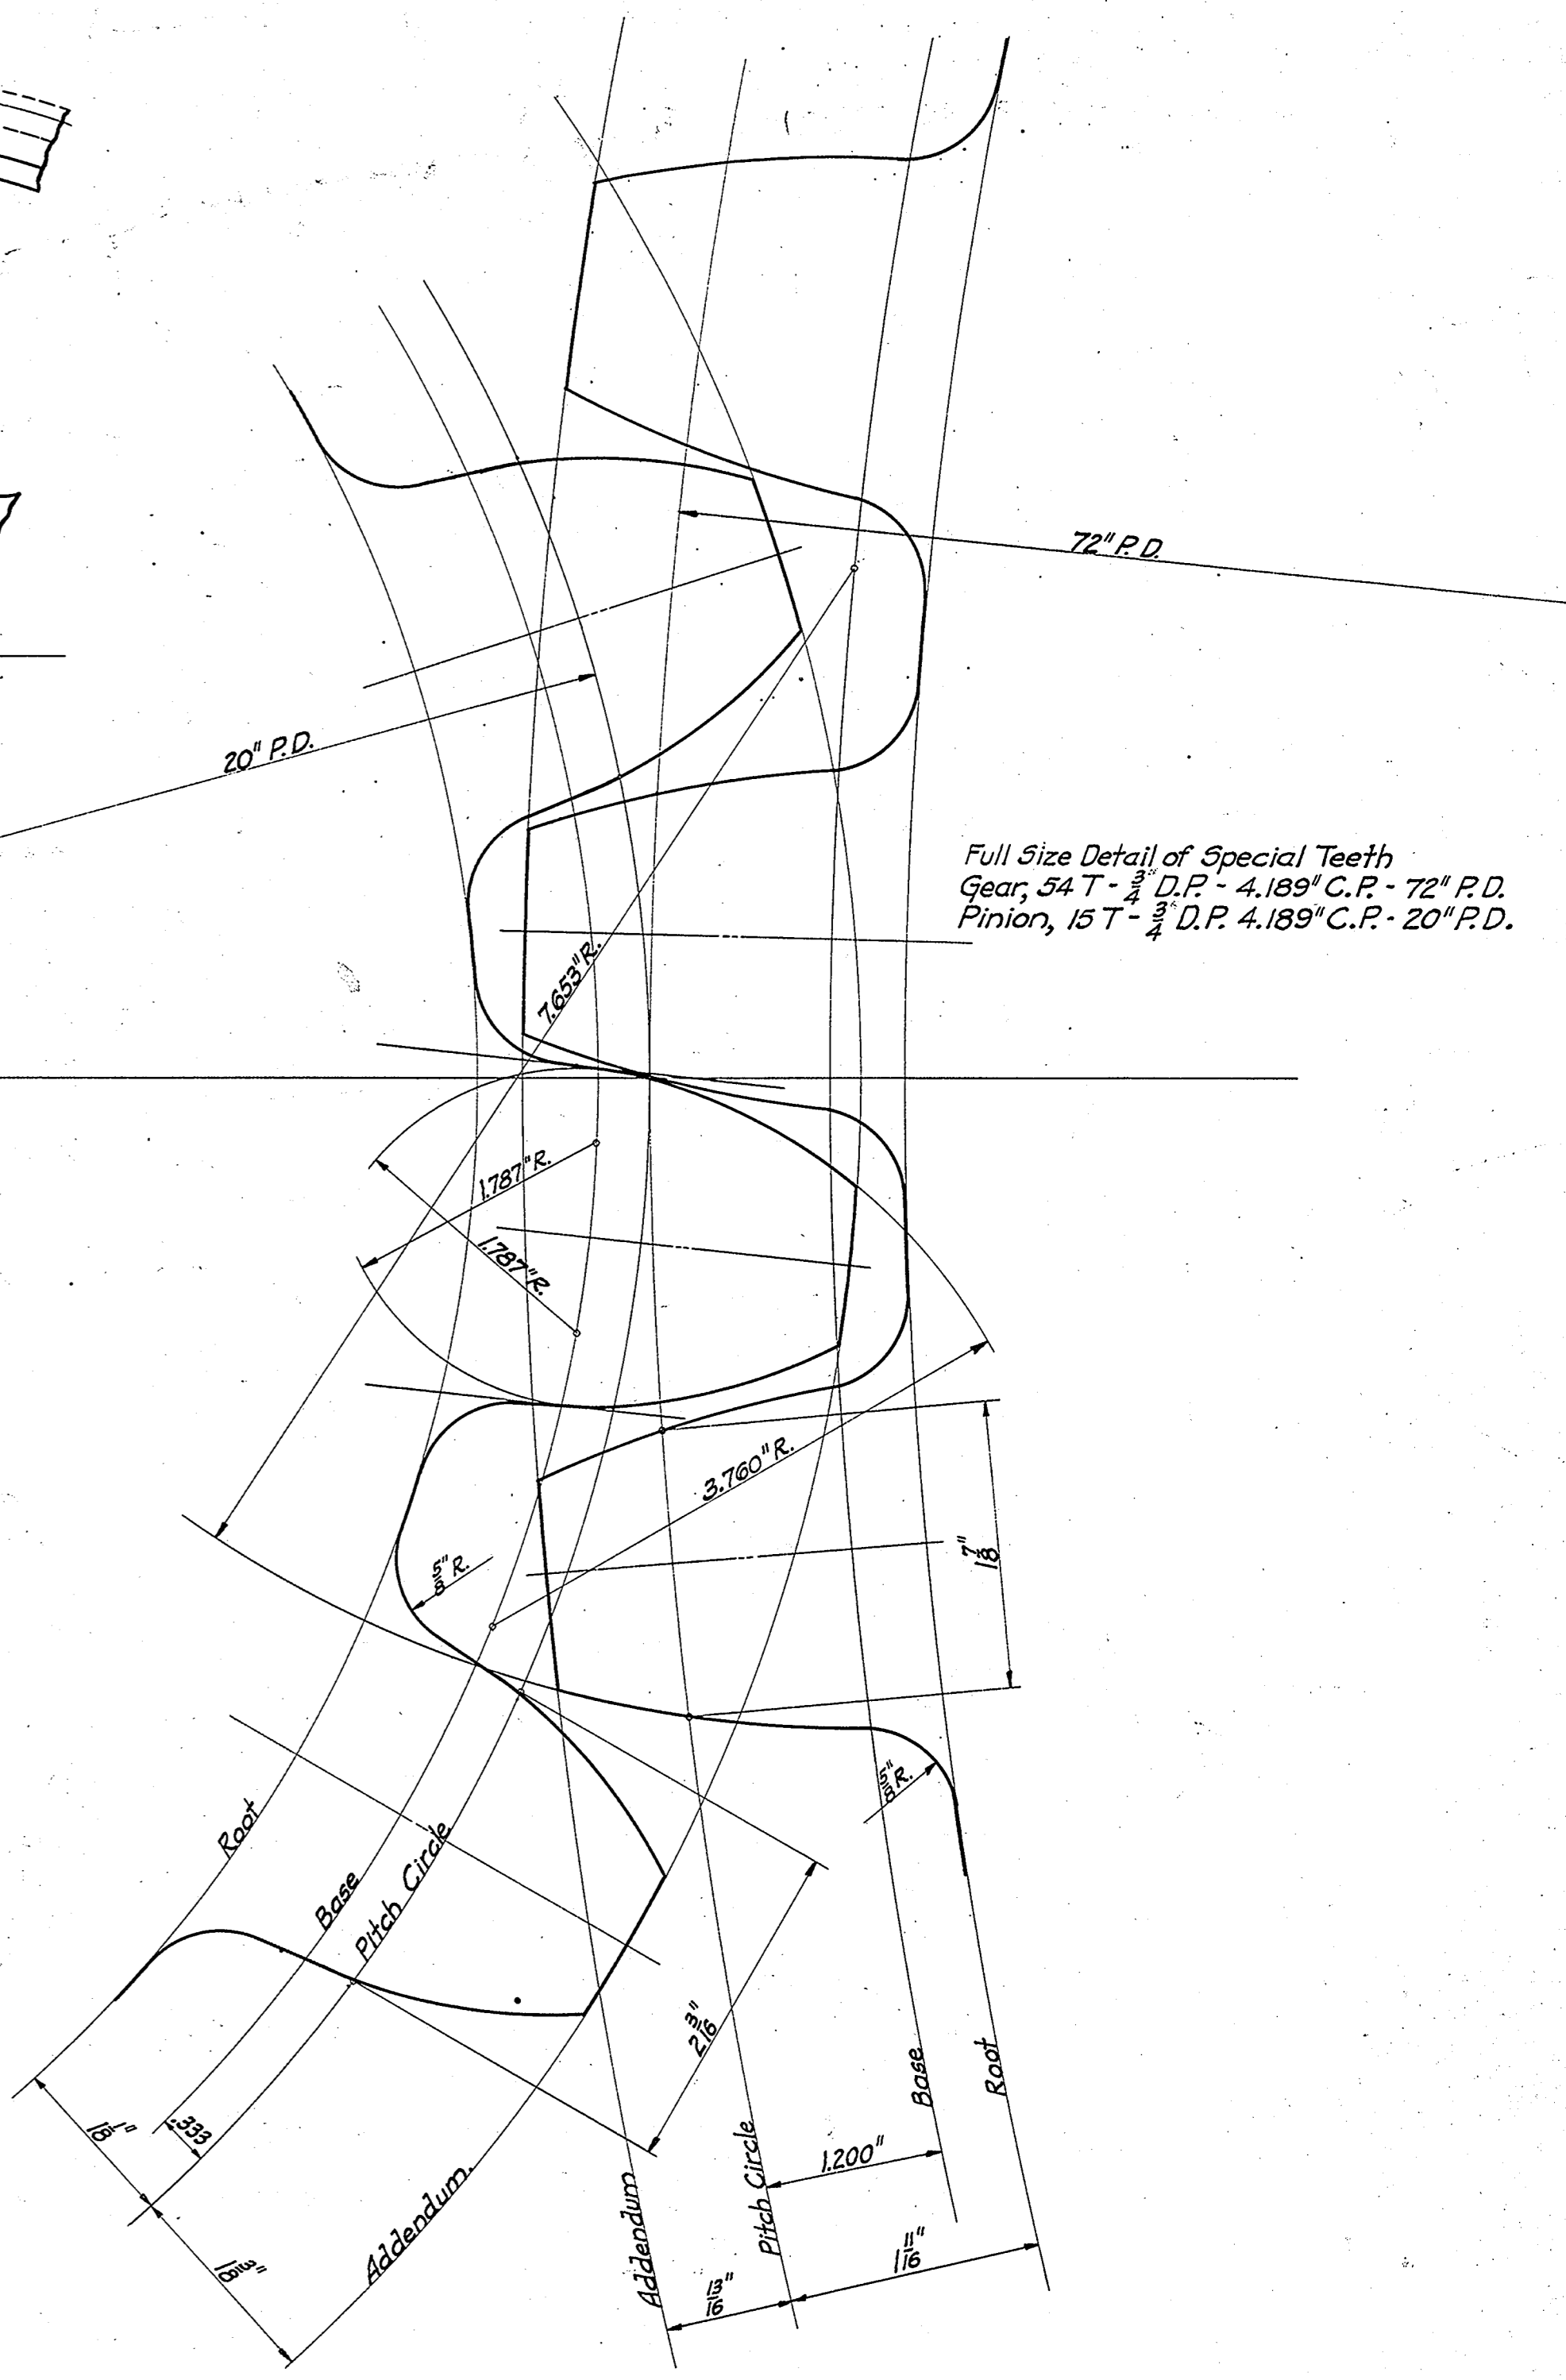 72" P.D.
20" P.D.
Full Size Detail of Special Teeth
Gear, 54 T - 3/4" D.P. - 4.189" C.P. - 72" P.D.
Pinion, 15 T - 3/4" D.P. 4.189" C.P. - 20" P.D.
7.653" R.
1.787" R.
1.787" R.
3.760" R.
1 7/8"
5/8" R.
5/8" R.
Root
Base
Pitch Circle
2 3/16"
Base
Root
1 1/8"
.333
Pitch Circle
1.200"
Addendum.
Addendum
1 3/8"
13/16"
1 11/16"